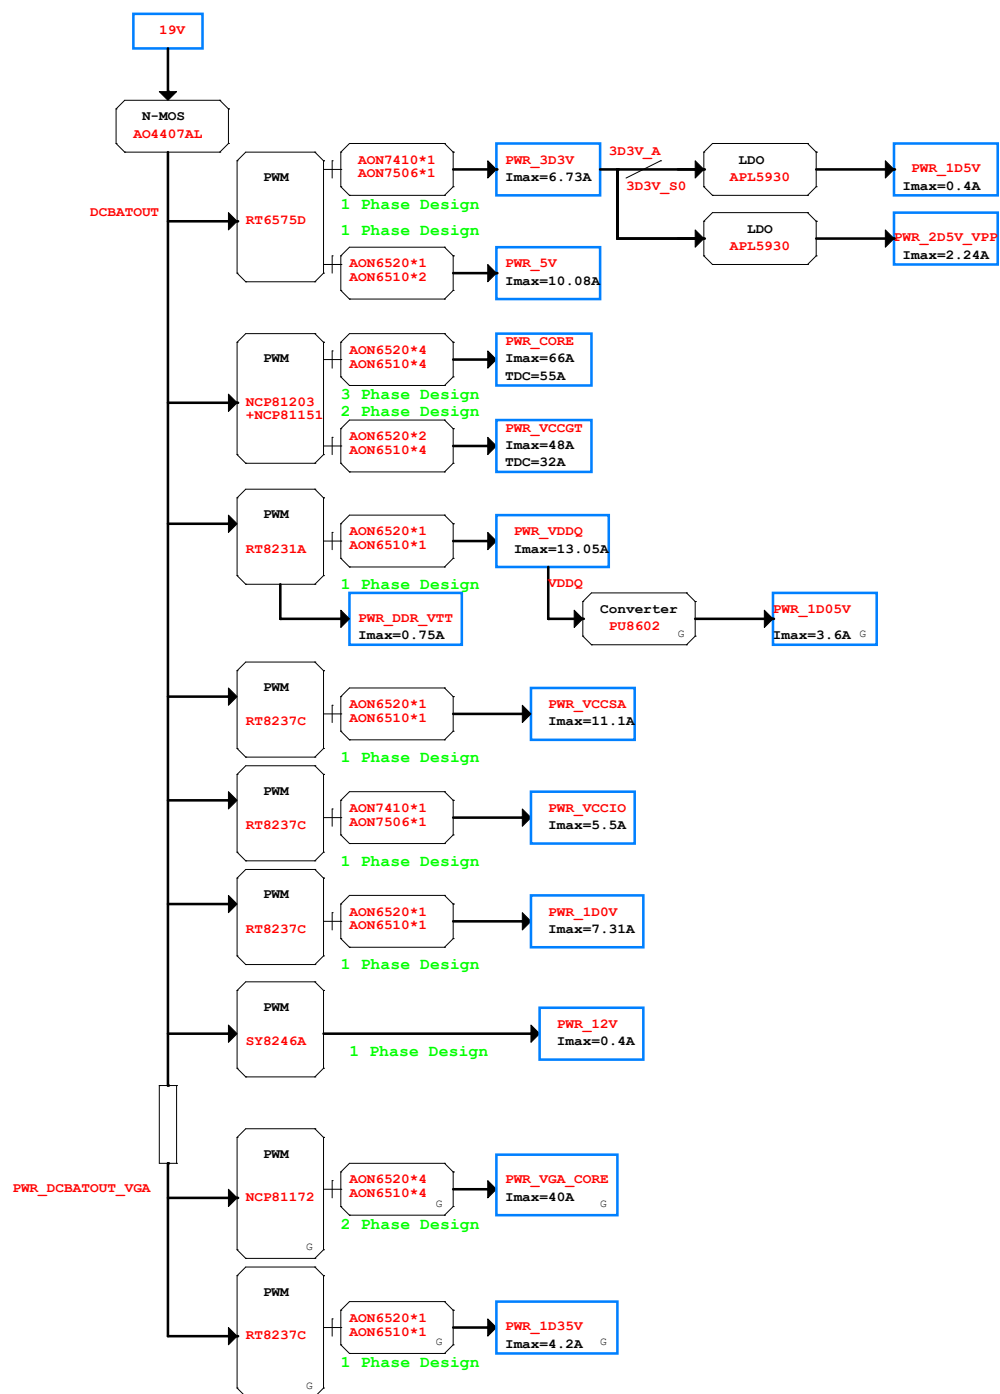 19V
N-MOS
AO4407AL
DCBATOUT
PWM
RT6575D
AON7410*1
AON7506*1
1 Phase Design
1 Phase Design
AON6520*1
AON6510*2
PWR_3D3V
Imax=6.73A
3D3V_A
3D3V_S0
LDO
APL5930
PWR_1D5V
Imax=0.4A
LDO
APL5930
PWR_2D5V_VPP
Imax=2.24A
PWR_5V
Imax=10.08A
PWM
NCP81203
+NCP81151
AON6520*4
AON6510*4
3 Phase Design
2 Phase Design
AON6520*2
AON6510*4
PWR_CORE
Imax=66A
TDC=55A
PWR_VCCGT
Imax=48A
TDC=32A
PWM
RT8231A
AON6520*1
AON6510*1
1 Phase Design
PWR_VDDQ
Imax=13.05A
VDDQ
PWR_DDR_VTT
Imax=0.75A
Converter
PU8602
G
PWR_1D05V
Imax=3.6A G
PWM
RT8237C
AON6520*1
AON6510*1
1 Phase Design
PWR_VCCSA
Imax=11.1A
PWM
RT8237C
AON7410*1
AON7506*1
1 Phase Design
PWR_VCCIO
Imax=5.5A
PWM
RT8237C
AON6520*1
AON6510*1
1 Phase Design
PWR_1D0V
Imax=7.31A
PWM
SY8246A
1 Phase Design
PWR_12V
Imax=0.4A
PWR_DCBATOUT_VGA
PWM
NCP81172
G
AON6520*4
AON6510*4
G
2 Phase Design
PWR_VGA_CORE
Imax=40A
G
PWM
RT8237C
G
AON6520*1
AON6510*1
G
1 Phase Design
PWR_1D35V
Imax=4.2A G